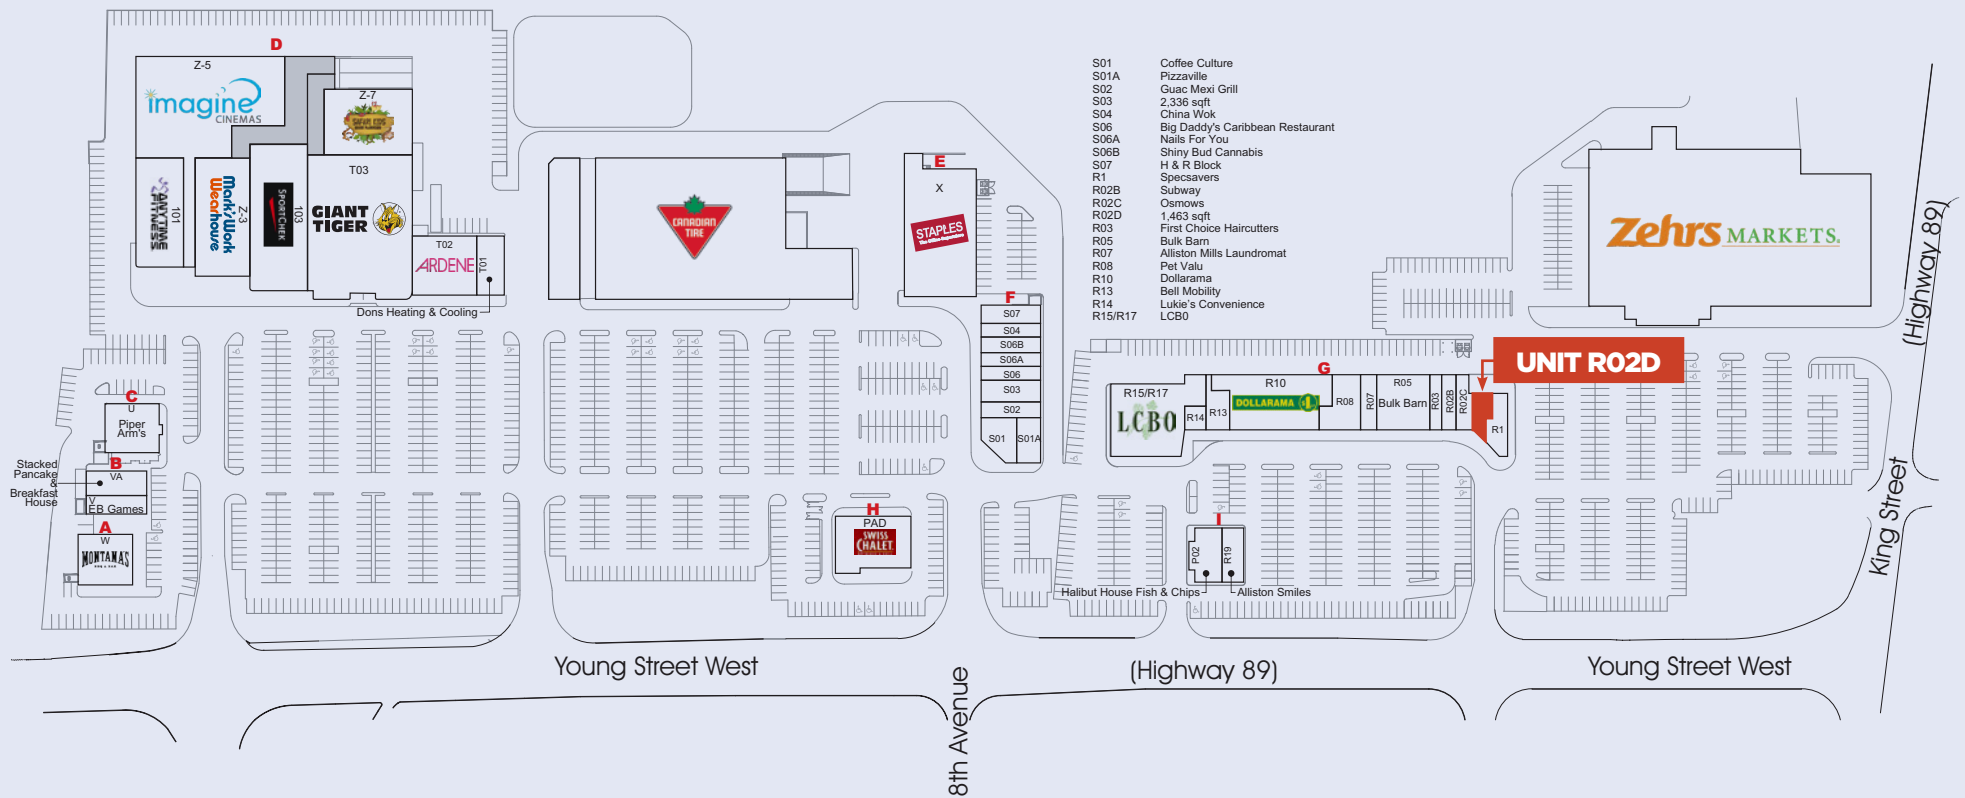 D
Z-5
imagine
CINEMAS
Z-7
SAFARI KIDS
T03
GIANT
TIGER
101
ANYTIME
FITNESS
Z-3
Mark's Work
Wearhouse
103
SPORTCHEK
T02
ARDENE
T01
Dons Heating & Cooling
CANADIAN
TIRE
E
X
STAPLES
F
S07
S04
S06B
S06A
S06
S03
S02
S01
S01A
S01 Coffee Culture
S01A Pizzaville
S02 Guac Mexi Grill
S03 2,336 sqft
S04 China Wok
S06 Big Daddy's Caribbean Restaurant
S06A Nails For You
S06B Shiny Bud Cannabis
S07 H & R Block
R1 Specsavers
R02B Subway
R02C Osmows
R02D 1,463 sqft
R03 First Choice Haircutters
R05 Bulk Barn
R07 Alliston Mills Laundromat
R08 Pet Valu
R10 Dollarama
R13 Bell Mobility
R14 Lukie's Convenience
R15/R17 LCB0
Zehrs MARKETS.
(Highway 89)
King Street
UNIT R02D
G
R15/R17
LCBO
R14
R13
R10
DOLLARAMA
R08
R07
R05
Bulk Barn
R03
R02B
R02C
R1
C
U
Piper
Arm's
B
VA
Stacked
Pancake
&
Breakfast
House
V
EB Games
A
W
MONTANA'S
H
PAD
SWISS
CHALET
I
P02
R19
Halibut House Fish & Chips
Alliston Smiles
Young Street West
8th Avenue
(Highway 89)
Young Street West